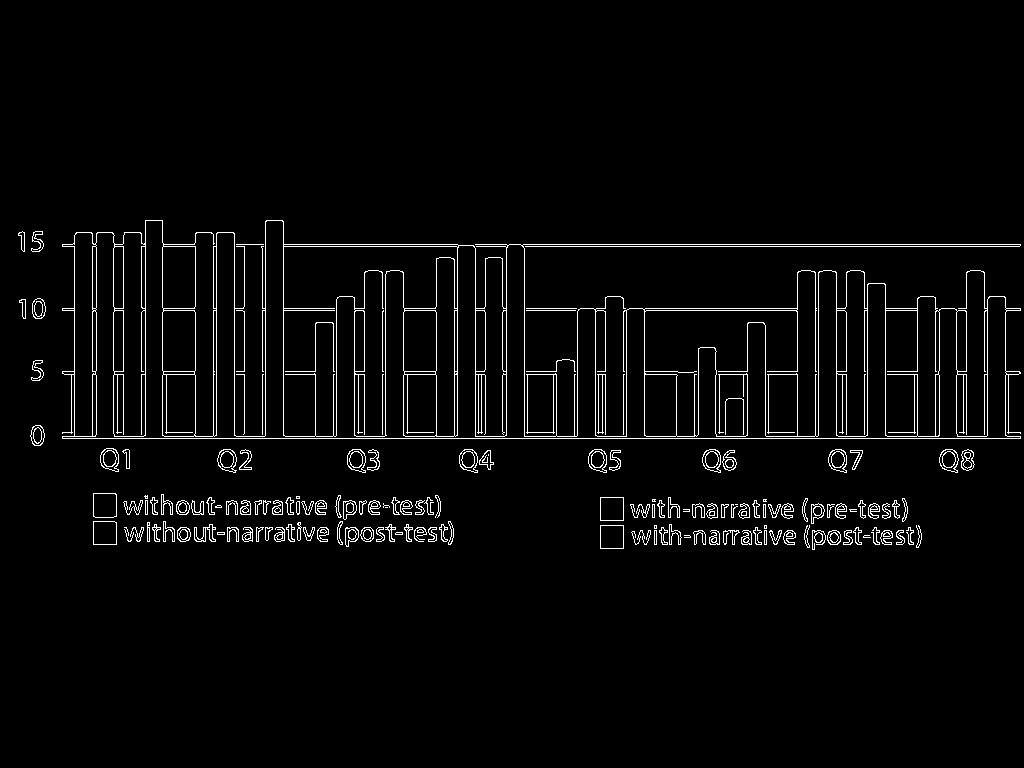 15
10
5
0
Q1 Q2 Q3 Q4 Q5 Q6 Q7 Q8
without-narrative (pre-test)
without-narrative (post-test)
with-narrative (pre-test)
with-narrative (post-test)